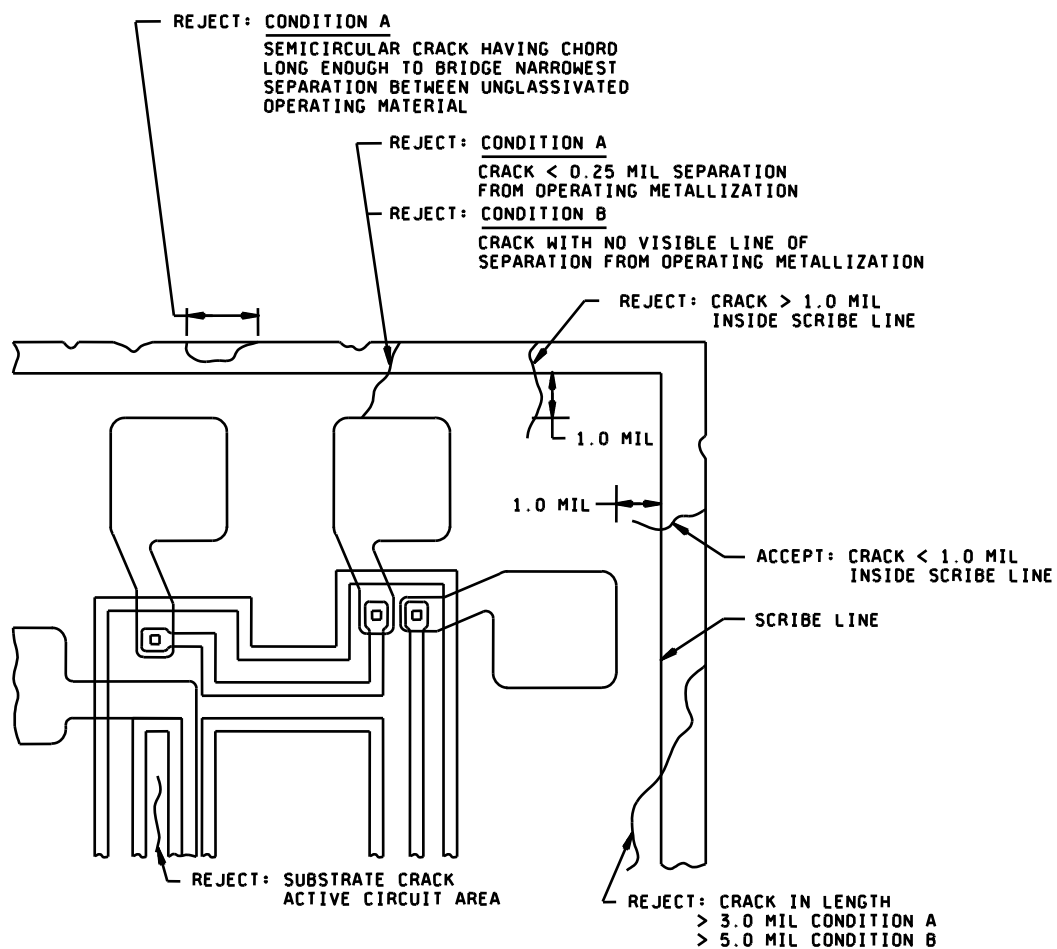 REJECT: CONDITION A
SEMICIRCULAR CRACK HAVING CHORD
LONG ENOUGH TO BRIDGE NARROWEST
SEPARATION BETWEEN UNGLASSIVATED
OPERATING MATERIAL
REJECT: CONDITION A
CRACK < 0.25 MIL SEPARATION
FROM OPERATING METALLIZATION
REJECT: CONDITION B
CRACK WITH NO VISIBLE LINE OF
SEPARATION FROM OPERATING METALLIZATION
REJECT: CRACK > 1.0 MIL
INSIDE SCRIBE LINE
1.0 MIL
1.0 MIL
ACCEPT: CRACK < 1.0 MIL
INSIDE SCRIBE LINE
SCRIBE LINE
REJECT: SUBSTRATE CRACK
ACTIVE CIRCUIT AREA
REJECT: CRACK IN LENGTH
> 3.0 MIL CONDITION A
> 5.0 MIL CONDITION B